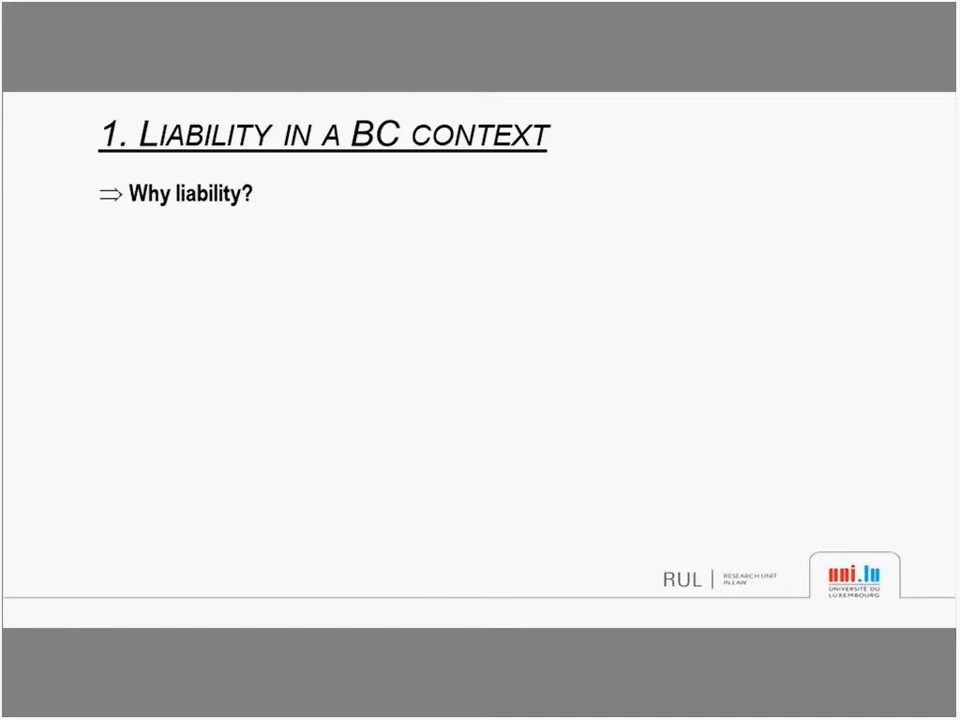 1. LIABILITY IN A BC CONTEXT
⇒ Why liability?
RUL | RESEARCH UNIT
IN LAW
uni.lu
UNIVERSITÉ DU
LUXEMBOURG